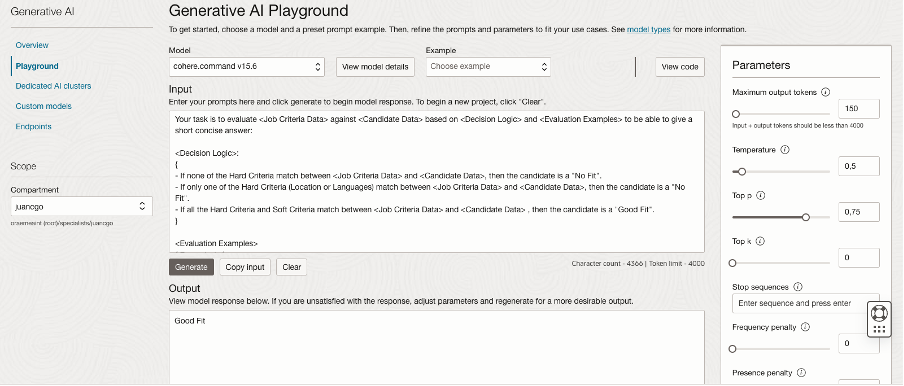 Generative AI
Overview
Playground
Dedicated AI clusters
Custom models
Endpoints
Scope
Compartment
juancgo
oraemeaint (root)/specialists/juancgo
Generative AI Playground
To get started, choose a model and a preset prompt example. Then, refine the prompts and parameters to fit your use cases. See model types for more information.
Model
cohere.command v15.6
View model details
Example
Choose example
View code
Input
Enter your prompts here and click generate to begin model response. To begin a new project, click "Clear".
Your task is to evaluate <Job Criteria Data> against <Candidate Data> based on <Decision Logic> and <Evaluation Examples> to be able to give a
short concise answer:
<Decision Logic>:
{
- If none of the Hard Criteria match between <Job Criteria Data> and <Candidate Data>, then the candidate is a "No Fit".
- If only one of the Hard Criteria (Location or Languages) match between <Job Criteria Data> and <Candidate Data>, then the candidate is a "No
Fit".
- If all the Hard Criteria and Soft Criteria match between <Job Criteria Data> and <Candidate Data> , then the candidate is a "Good Fit".
}
<Evaluation Examples>
Generate
Copy input
Clear
Character count - 4366 | Token limit - 4000
Output
View model response below. If you are unsatisfied with the response, adjust parameters and regenerate for a more desirable output.
Good Fit
Parameters
Maximum output tokens
150
Input + output tokens should be less than 4000
Temperature
0,5
Top p
0,75
Top k
0
Stop sequences
Enter sequence and press enter
Frequency penalty
0
Presence penalty